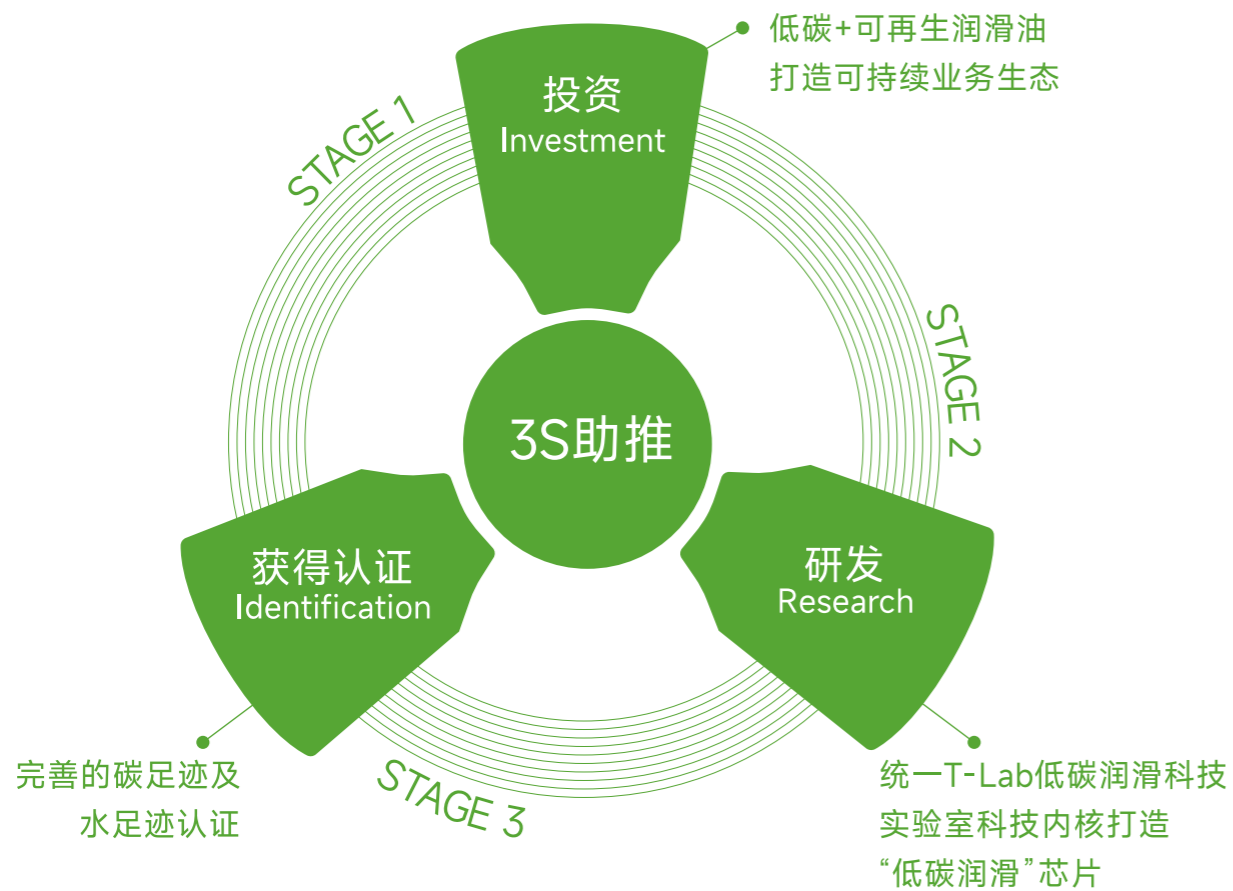 低碳+可再生润滑油
打造可持续业务生态
投资
Investment
STAGE 1
STAGE 2
3S助推
获得认证
Identification
研发
Research
STAGE 3
完善的碳足迹及
水足迹认证
统一T-Lab低碳润滑科技
实验室科技内核打造
“低碳润滑”芯片